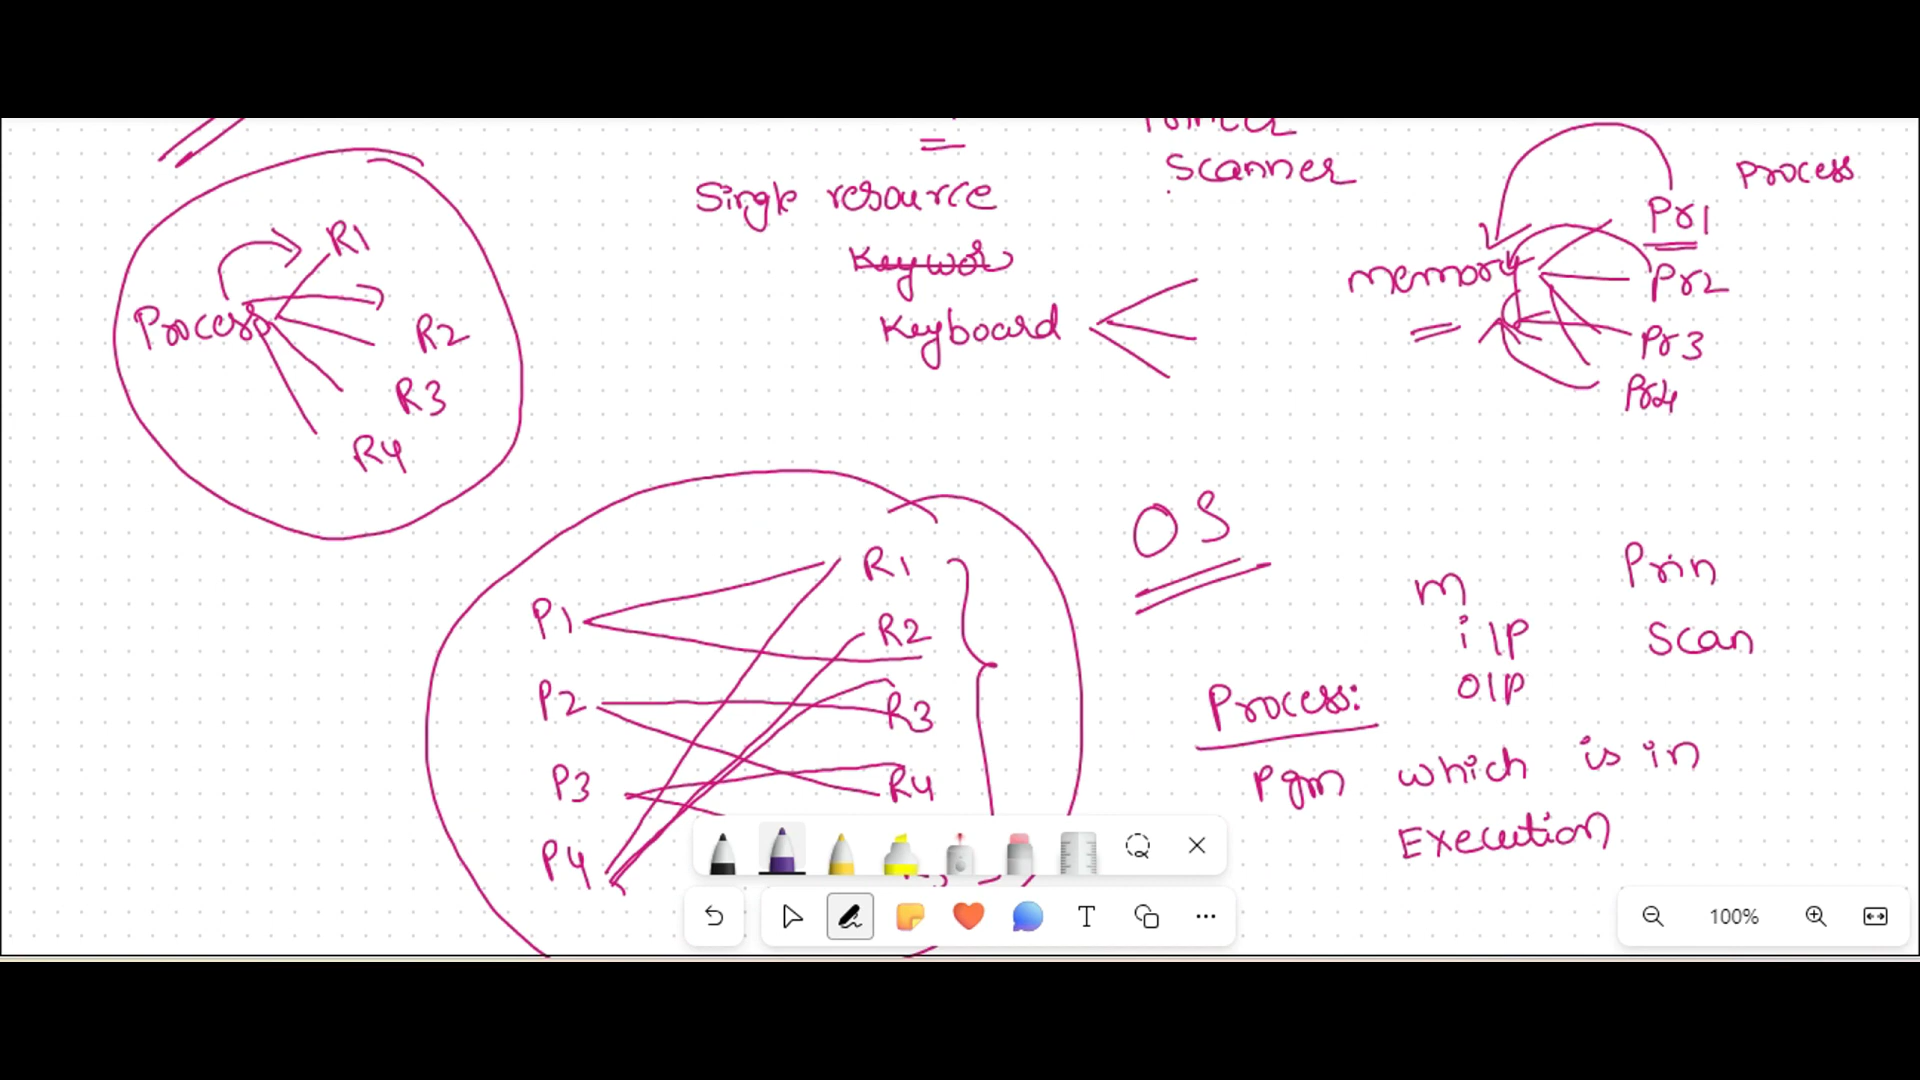 Scanner
Single resource
Keywor
Keyboard
Process
R1
R2
R3
R4
memory
process
Pr1
Pr2
Pr3
Pr4
P1
P2
P3
P4
R1
R2
R3
R4
OS
m
i/p
o/p
Prin
Scan
Process:
Pgm which is in
Execution
T
100%